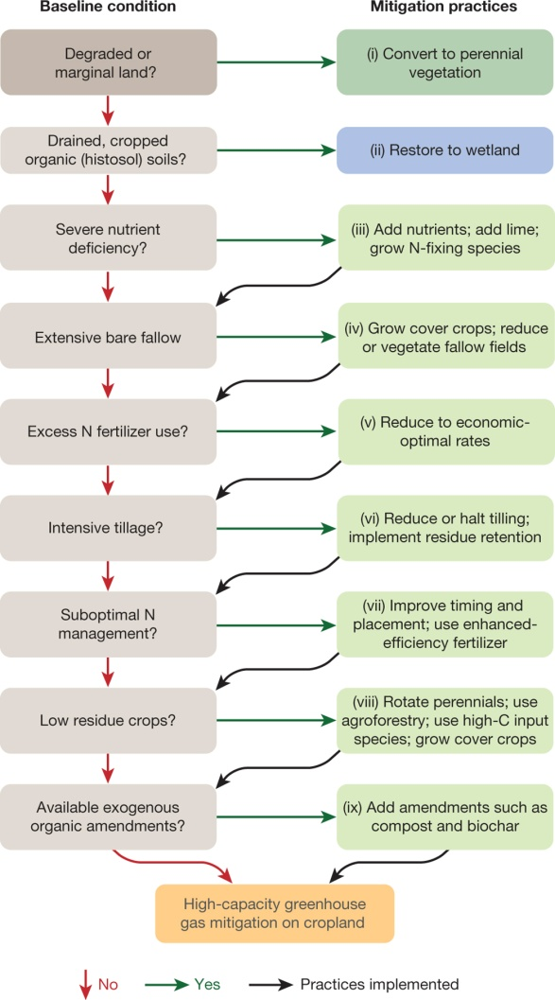 Baseline condition
Mitigation practices
Degraded or
marginal land?
(i) Convert to perennial
vegetation
Drained, cropped
organic (histosol) soils?
(ii) Restore to wetland
Severe nutrient
deficiency?
(iii) Add nutrients; add lime;
grow N-fixing species
Extensive bare fallow
(iv) Grow cover crops; reduce
or vegetate fallow fields
Excess N fertilizer use?
(v) Reduce to economic-
optimal rates
Intensive tillage?
(vi) Reduce or halt tilling;
implement residue retention
Suboptimal N
management?
(vii) Improve timing and
placement; use enhanced-
efficiency fertilizer
Low residue crops?
(viii) Rotate perennials; use
agroforestry; use high-C input
species; grow cover crops
Available exogenous
organic amendments?
(ix) Add amendments such as
compost and biochar
High-capacity greenhouse
gas mitigation on cropland
No
Yes
Practices implemented